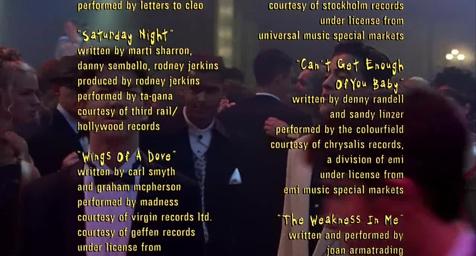 performed by letters to cleo
"Saturday Night"
written by marti sharron,
danny sembello, rodney jerkins
produced by rodney jerkins
performed by ta-gana
courtesy of third rail/
hollywood records
"Wings Of A Dove"
written by carl smyth
and graham mcpherson
performed by madness
courtesy of virgin records ltd.
courtesy of geffen records
under license from
courtesy of stockholm records
under license from
universal music special markets
"Can't Get Enough
Of You Baby"
written by denny randell
and sandy linzer
performed by the colourfield
courtesy of chrysalis records,
a division of emi
under license from
emi music special markets
"The Weakness In Me"
written and performed by
joan armatrading